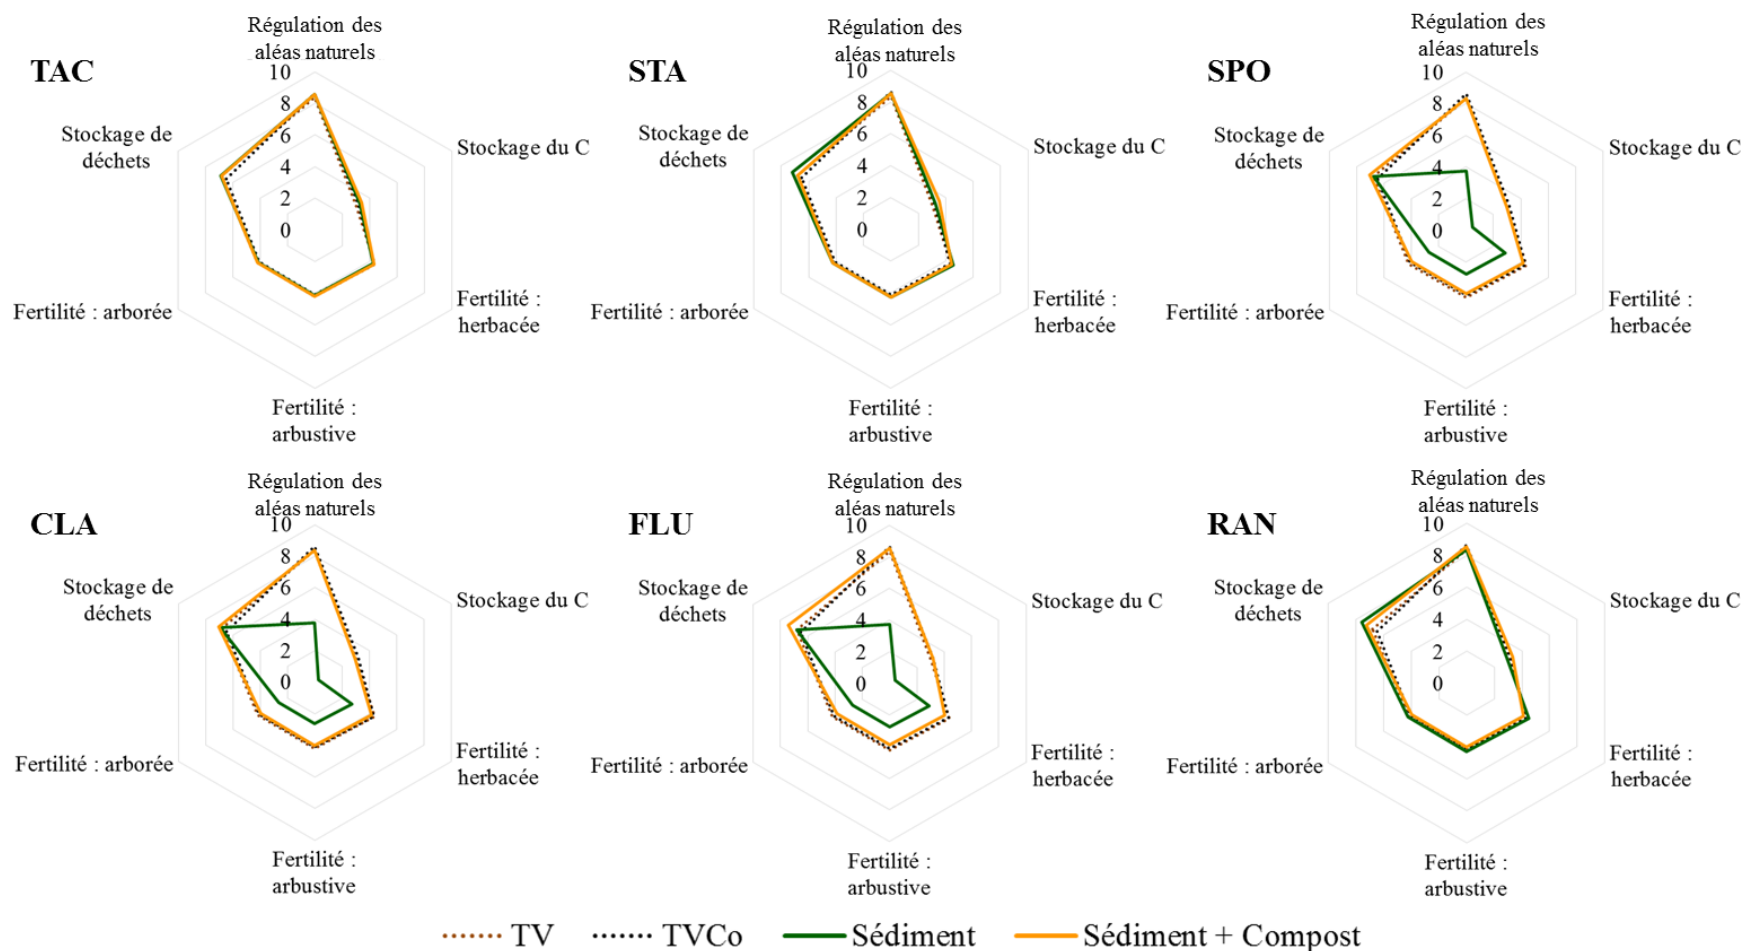 TAC
Régulation des
aléas naturels
10
8
6
4
2
0
Stockage de
déchets
Stockage du C
Fertilité : arborée
Fertilité :
herbacée
Fertilité :
arbustive
STA
Régulation des
aléas naturels
10
8
6
4
2
0
Stockage de
déchets
Stockage du C
Fertilité : arborée
Fertilité :
herbacée
Fertilité :
arbustive
SPO
Régulation des
aléas naturels
10
8
6
4
2
0
Stockage de
déchets
Stockage du C
Fertilité : arborée
Fertilité :
herbacée
Fertilité :
arbustive
CLA
Régulation des
aléas naturels
10
8
6
4
2
0
Stockage de
déchets
Stockage du C
Fertilité : arborée
Fertilité :
herbacée
Fertilité :
arbustive
FLU
Régulation des
aléas naturels
10
8
6
4
2
0
Stockage de
déchets
Stockage du C
Fertilité : arborée
Fertilité :
herbacée
Fertilité :
arbustive
RAN
Régulation des
aléas naturels
10
8
6
4
2
0
Stockage de
déchets
Stockage du C
Fertilité : arborée
Fertilité :
herbacée
Fertilité :
arbustive
TV TVCo Sédiment Sédiment + Compost